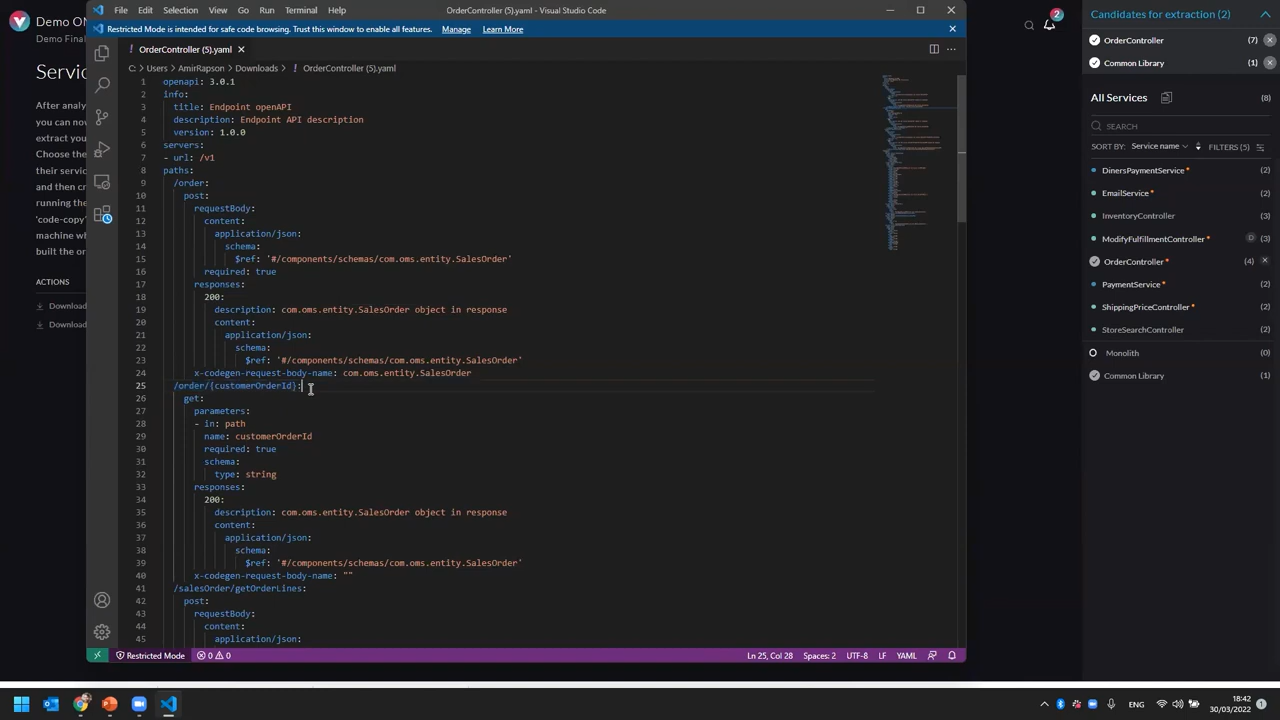 File Edit Selection View Go Run Terminal Help
OrderController (5).yaml - Visual Studio Code
Restricted Mode is intended for safe code browsing. Trust this window to enable all features. Manage Learn More
! OrderController (5).yaml
C: > Users > AmirRapson > Downloads > ! OrderController (5).yaml
1 openapi: 3.0.1
2 info:
3 title: Endpoint openAPI
4 description: Endpoint API description
5 version: 1.0.0
6 servers:
7 - url: /v1
8 paths:
9 /order:
10 post:
11 requestBody:
12 content:
13 application/json:
14 schema:
15 $ref: '#/components/schemas/com.oms.entity.SalesOrder'
16 required: true
17 responses:
18 200:
19 description: com.oms.entity.SalesOrder object in response
20 content:
21 application/json:
22 schema:
23 $ref: '#/components/schemas/com.oms.entity.SalesOrder'
24 x-codegen-request-body-name: com.oms.entity.SalesOrder
25 /order/{customerOrderId}:
26 get:
27 parameters:
28 - in: path
29 name: customerOrderId
30 required: true
31 schema:
32 type: string
33 responses:
34 200:
35 description: com.oms.entity.SalesOrder object in response
36 content:
37 application/json:
38 schema:
39 $ref: '#/components/schemas/com.oms.entity.SalesOrder'
40 x-codegen-request-body-name: ""
41 /salesOrder/getOrderLines:
42 post:
43 requestBody:
44 content:
45 application/json:
Restricted Mode 0 0
Ln 25, Col 28 Spaces: 2 UTF-8 LF YAML
Demo
Demo
Servic
After analy
you can now
extract you
Choose the
their service
and then cr
running the
'code-copy'
machine wh
built the or
ACTIONS
Download
Download
2
Candidates for extraction (2)
OrderController (7)
Common Library (1)
All Services
SEARCH
SORT BY: Service name FILTERS (5)
DinersPaymentService (2)
EmailService (2)
InventoryController (2)
ModifyFulfillmentController D (3)
OrderController (4)
PaymentService (2)
ShippingPriceController (2)
StoreSearchController (2)
Monolith
Common Library
ENG
18:42
30/03/2022